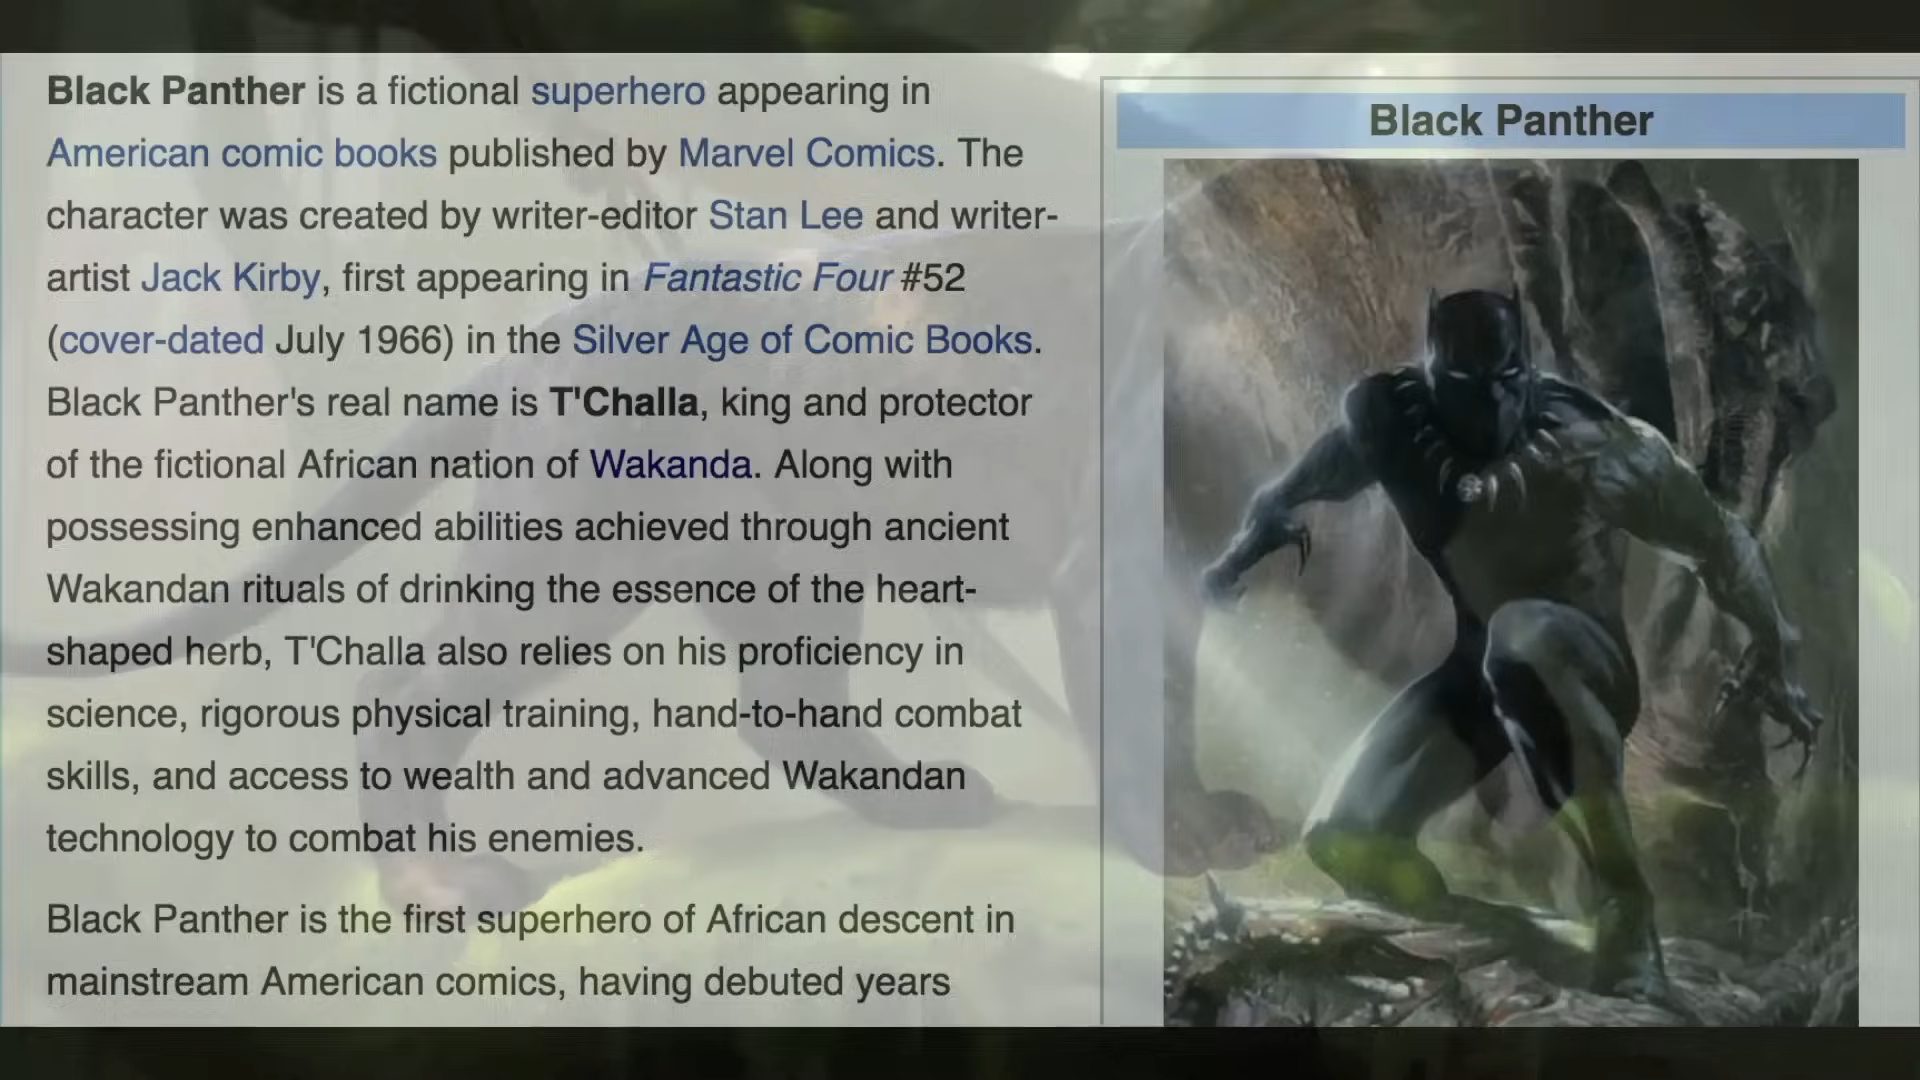 Black Panther is a fictional superhero appearing in
American comic books published by Marvel Comics. The
character was created by writer-editor Stan Lee and writer-
artist Jack Kirby, first appearing in Fantastic Four #52
(cover-dated July 1966) in the Silver Age of Comic Books.
Black Panther's real name is T'Challa, king and protector
of the fictional African nation of Wakanda. Along with
possessing enhanced abilities achieved through ancient
Wakandan rituals of drinking the essence of the heart-
shaped herb, T'Challa also relies on his proficiency in
science, rigorous physical training, hand-to-hand combat
skills, and access to wealth and advanced Wakandan
technology to combat his enemies.
Black Panther is the first superhero of African descent in
mainstream American comics, having debuted years
Black Panther